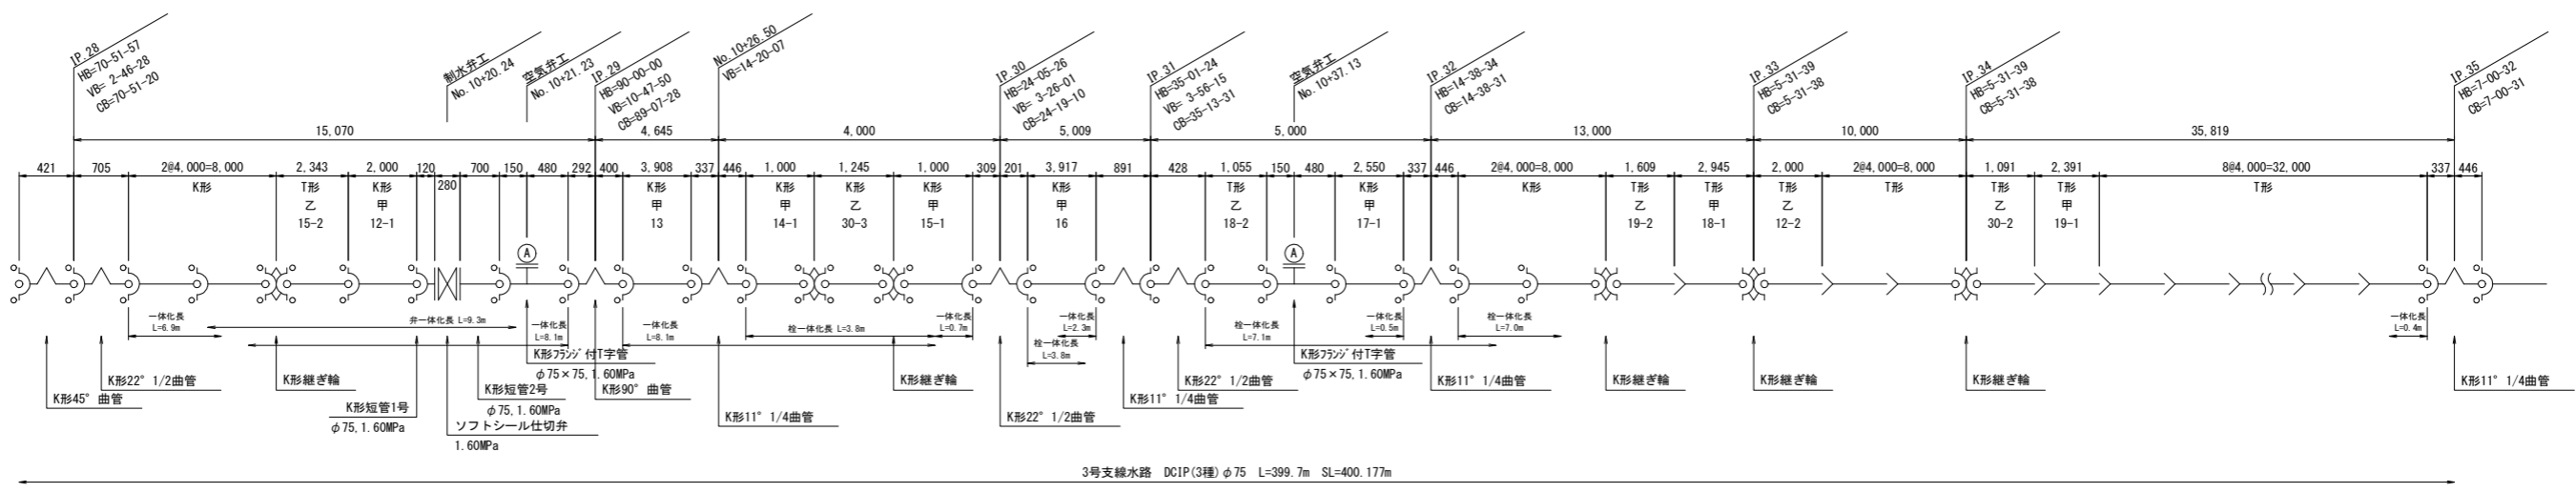 IP.28
HB=70-51-57
VB= 2-46-28
CB=70-51-20
制水弁工
No.10+20.24
空気弁工
No.10+21.23
IP.29
HB=90-00-00
VB=10-47-50
CB=89-07-28
No.10+26.50
VB=14-20-07
IP.30
HB=24-05-26
VB= 3-26-01
CB=24-19-10
IP.31
HB=35-01-24
VB= 3-56-15
CB=35-13-31
空気弁工
No.10+37.13
IP.32
HB=14-38-34
CB=14-38-31
IP.33
HB=5-31-39
CB=5-31-38
IP.34
HB=5-31-39
CB=5-31-38
IP.35
HB=7-00-32
CB=7-00-31
15,070 4,645 4,000 5,009 5,000 13,000 10,000 35,819
421 705 2@4,000=8,000 2,343 2,000 120 280 700 150 480 292 400 3,908 337 446 1,000 1,245 1,000 309 201 3,917 891 428 1,055 150 480 2,550 337 446 2@4,000=8,000 1,609 2,945 2,000 2@4,000=8,000 1,091 2,391 8@4,000=32,000 337 446
K形 T形 K形 K形 K形 K形 K形 K形 T形 K形 K形 T形 T形 T形 T形 T形 T形 T形
乙 甲 甲 甲 乙 甲 甲 乙 甲 乙 甲 乙 乙 甲
15-2 12-1 13 14-1 30-3 15-1 16 18-2 17-1 19-2 18-1 12-2 30-2 19-1
A A
一体化長
L=6.9m
弁一体化長 L=9.3m
一体化長
L=8.1m
一体化長
L=8.1m
栓一体化長 L=3.8m
一体化長
L=0.7m
一体化長
L=2.3m
栓一体化長
L=3.8m
栓一体化長
L=7.1m
一体化長
L=0.5m
栓一体化長
L=7.0m
一体化長
L=0.4m
K形45° 曲管
K形22° 1/2曲管
K形継ぎ輪
K形短管1号
φ75,1.60MPa
ソフトシール仕切弁
1.60MPa
K形短管2号
φ75,1.60MPa
K形フランジ付T字管
φ75×75,1.60MPa
K形90° 曲管
K形11° 1/4曲管
K形継ぎ輪
K形22° 1/2曲管
K形11° 1/4曲管
K形22° 1/2曲管
K形フランジ付T字管
φ75×75,1.60MPa
K形11° 1/4曲管
K形継ぎ輪
K形継ぎ輪
K形継ぎ輪
K形11° 1/4曲管
3号支線水路 DCIP(3種)φ75 L=399.7m SL=400.177m